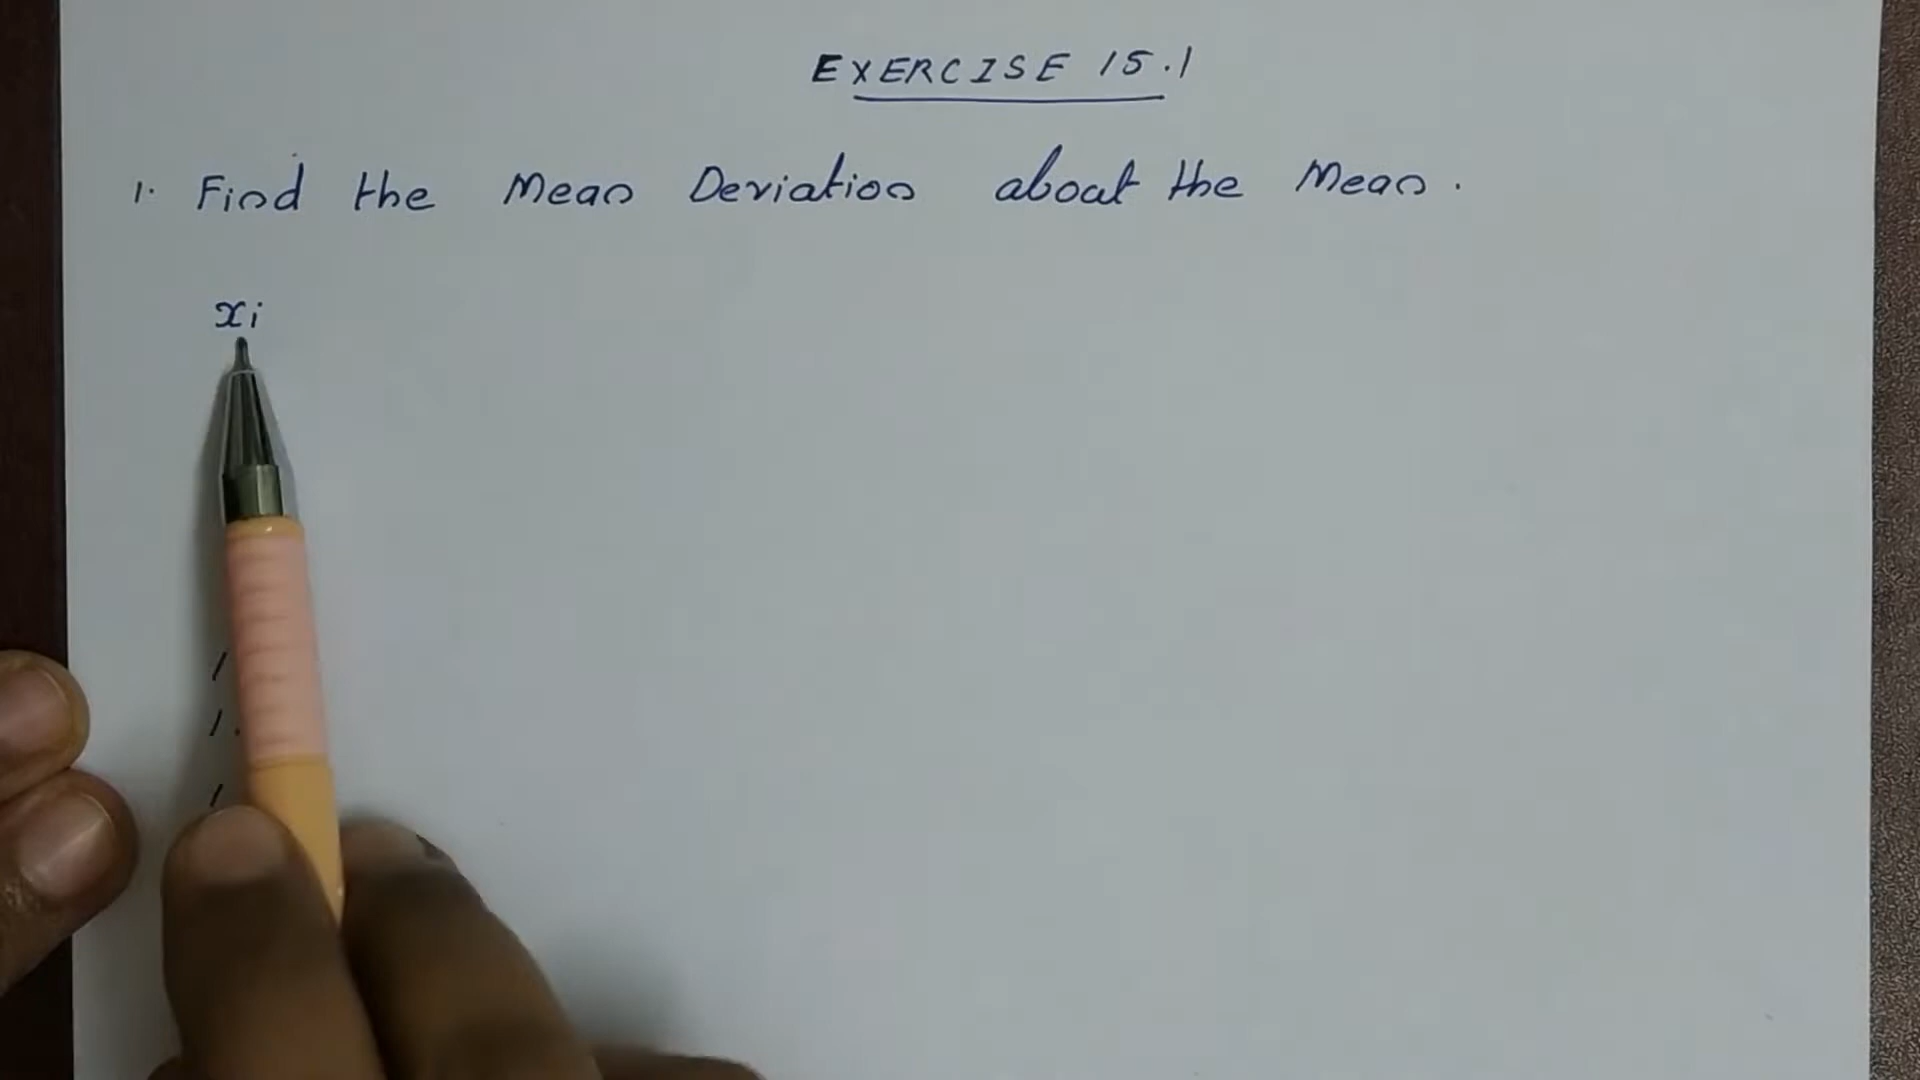 EXERCISE 15.1
1. Find the Mean Deviation about the Mean.
xi